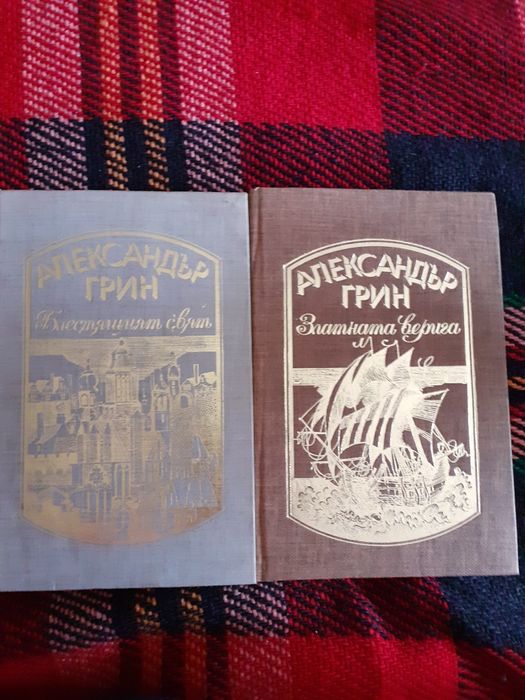 АЛЕКСАНДЪР
ГРИН
Блестящият свят
АЛЕКСАНДЪР
ГРИН
Златната верига